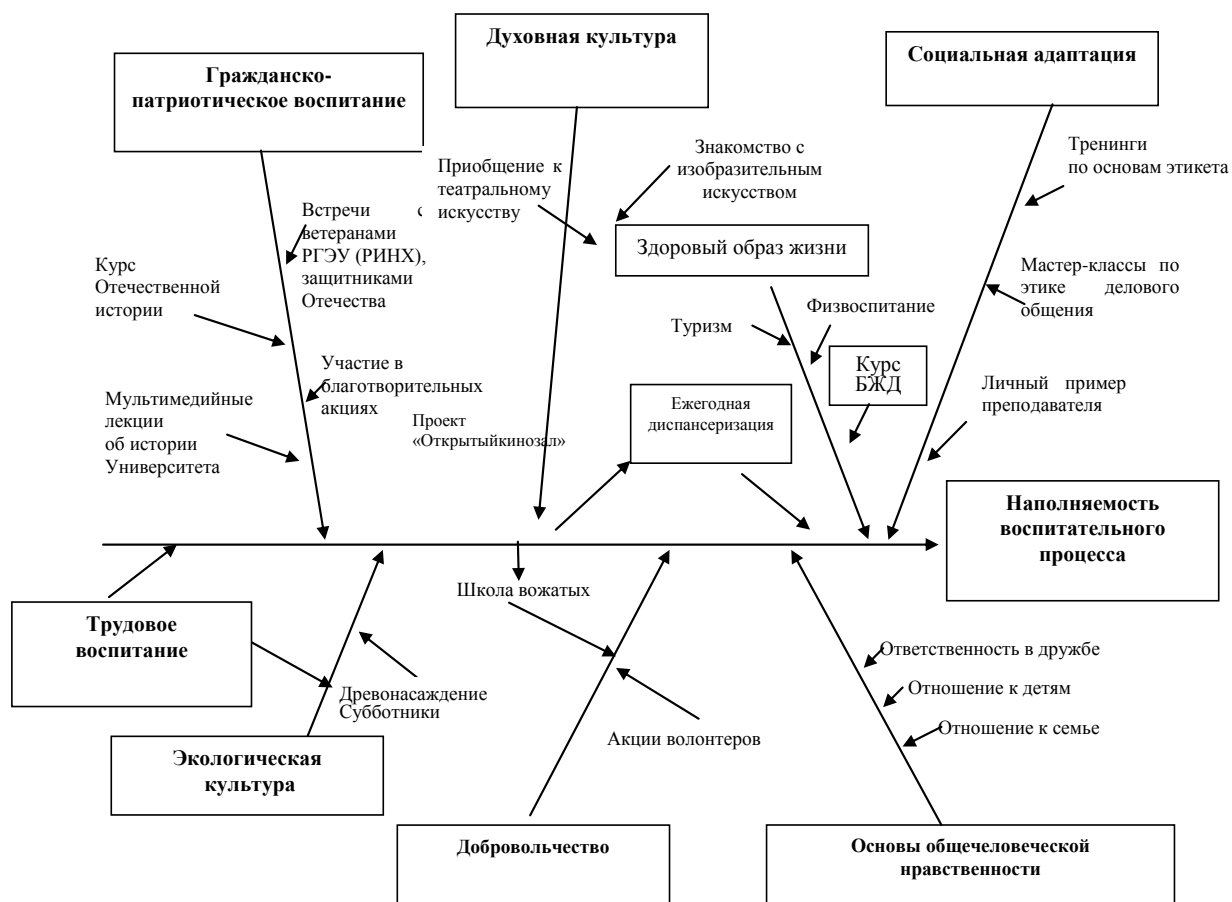 Духовная культура
Социальная адаптация
Гражданско-
патриотическое воспитание
Тренинги
по основам этикета
Знакомство с
изобразительным
искусством
Приобщение к
театральному
искусству
Встречи с
ветеранами
РГЭУ (РИНХ),
защитниками
Отечества
Здоровый образ жизни
Курс
Отечественной
истории
Мастер-классы по
этике делового
общения
Физвоспитание
Туризм
Участие в
благотворительных
акциях
Курс
БЖД
Личный пример
преподавателя
Мультимедийные
лекции
об истории
Университета
Проект
«Открытыйкинозал»
Ежегодная
диспансеризация
Наполняемость
воспитательного
процесса
Школа вожатых
Трудовое
воспитание
Ответственность в дружбе
Отношение к детям
Отношение к семье
Древонасаждение
Субботники
Акции волонтеров
Экологическая
культура
Добровольчество
Основы общечеловеческой
нравственности